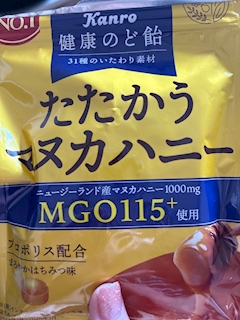 NO.1
Kanro
健康のど飴
31種のいたわり素材
たたかう
マヌカハニー
ニュージーランド産マヌカハニー1000mg
MGO115+使用
プロポリス配合
まろやかはちみつ味